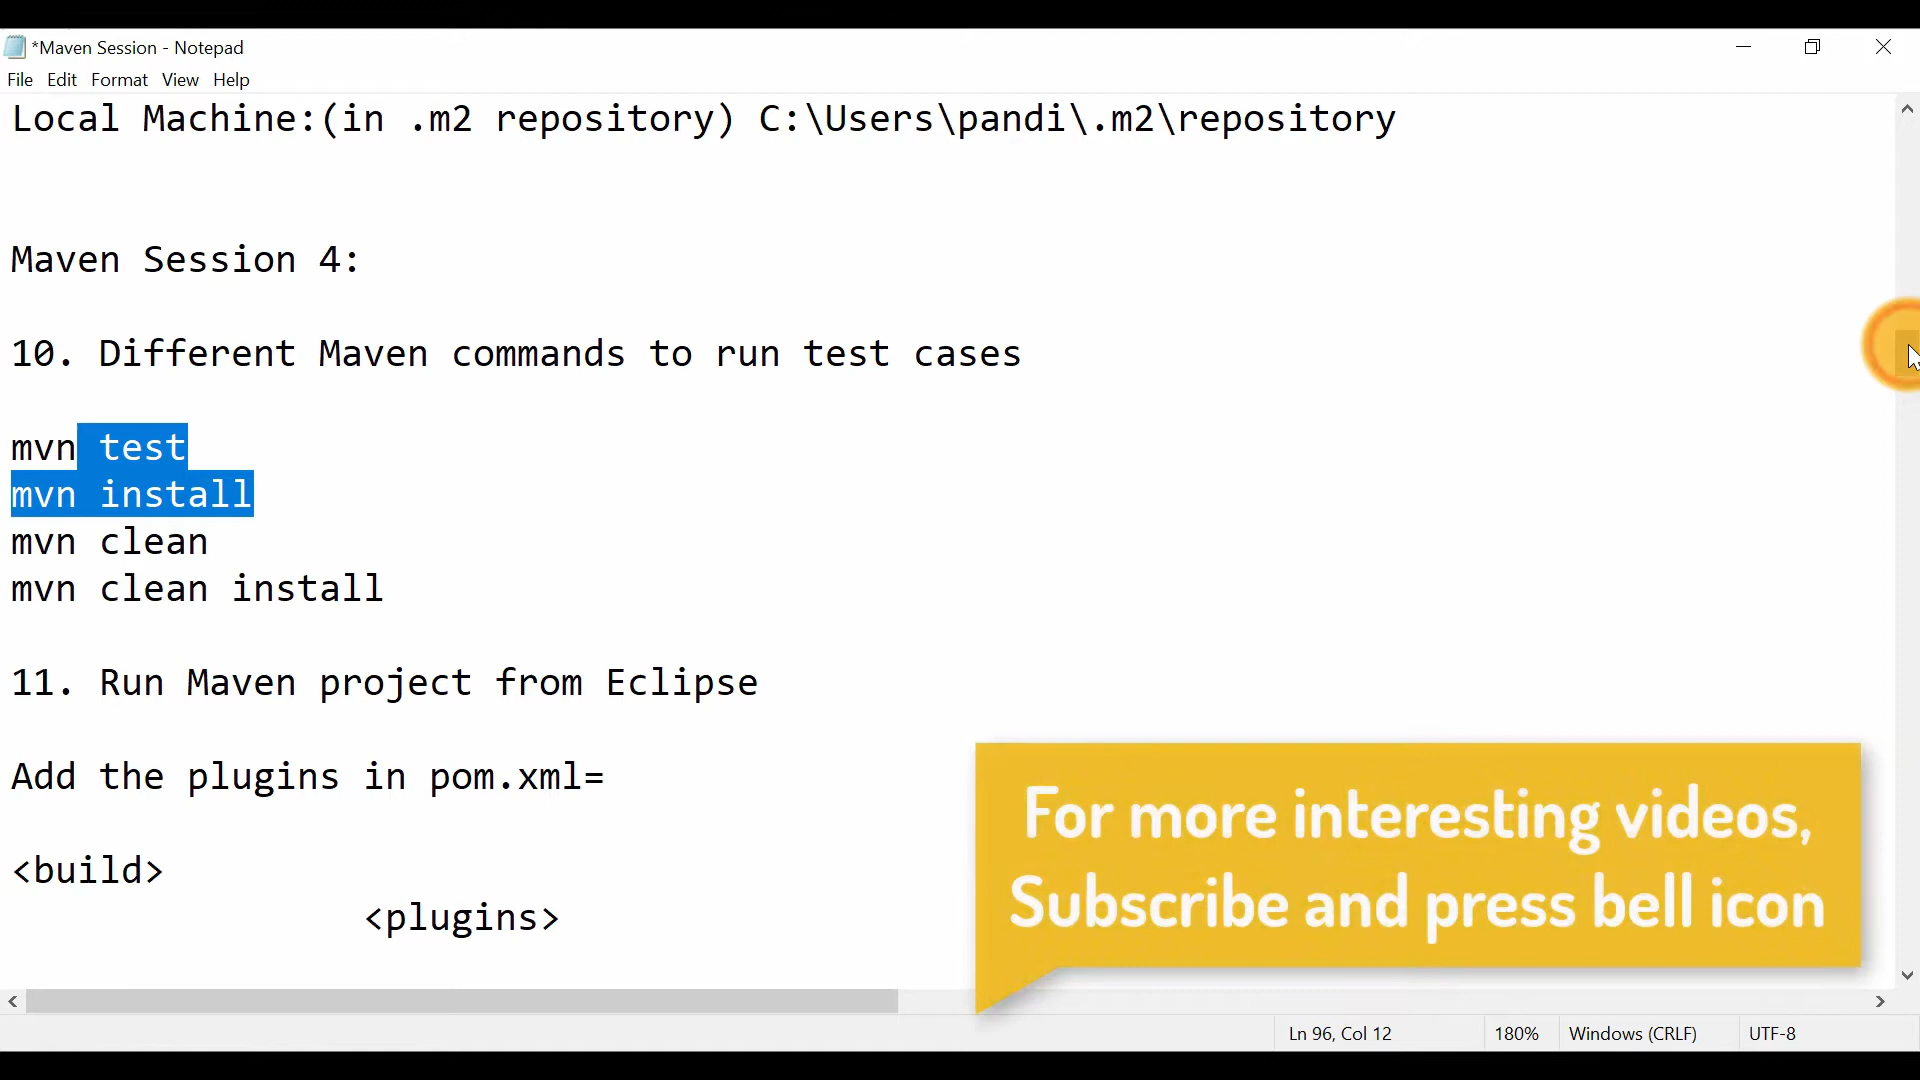 *Maven Session - Notepad
File Edit Format View Help
Local Machine:(in .m2 repository) C:\Users\pandi\.m2\repository
Maven Session 4:
10. Different Maven commands to run test cases
mvn test
mvn install
mvn clean
mvn clean install
11. Run Maven project from Eclipse
Add the plugins in pom.xml=
<build>
<plugins>
For more interesting videos,
Subscribe and press bell icon
Ln 96, Col 12 180% Windows (CRLF) UTF-8